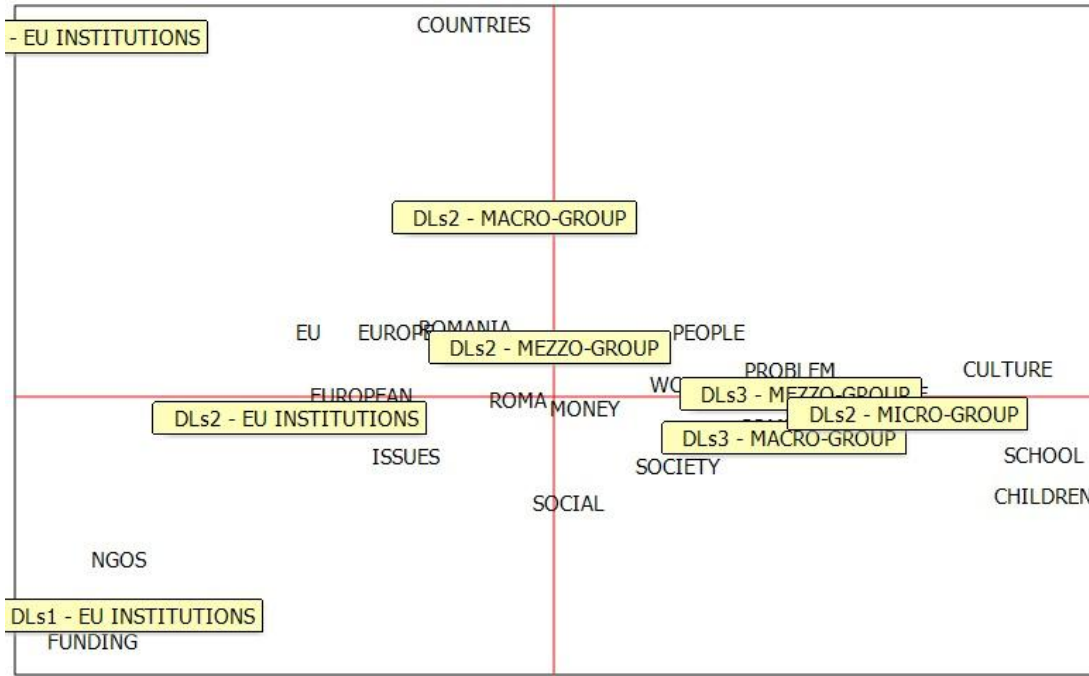 COUNTRIES
- EU INSTITUTIONS
DLs2 - MACRO-GROUP
EU
ROMANIA
PEOPLE
DLs2 - MEZZO-GROUP
PROBLEM
CULTURE
EUROPEAN
DLs3 - MEZZO-GROUP
ROMA
MONEY
DLs2 - MICRO-GROUP
DLs2 - EU INSTITUTIONS
DLs3 - MACRO-GROUP
ISSUES
SOCIETY
SCHOOL
SOCIAL
CHILDREN
NGOS
DLs1 - EU INSTITUTIONS
FUNDING